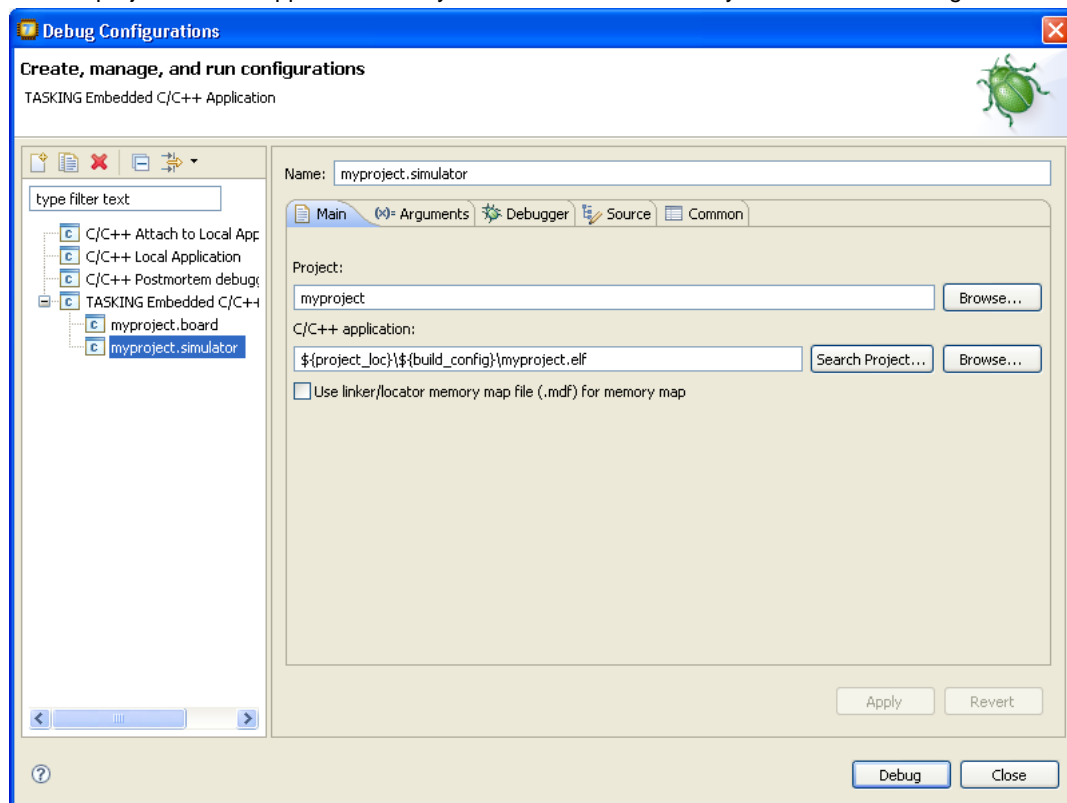 Debug Configurations
Create, manage, and run configurations
TASKING Embedded C/C++ Application
type filter text
C/C++ Attach to Local App
C/C++ Local Application
C/C++ Postmortem debugg
TASKING Embedded C/C++
myproject.board
myproject.simulator
Name: myproject.simulator
Main (x)= Arguments Debugger Source Common
Project:
myproject Browse...
C/C++ application:
${project_loc}\${build_config}\myproject.elf Search Project... Browse...
Use linker/locator memory map file (.mdf) for memory map
Apply Revert
Debug Close